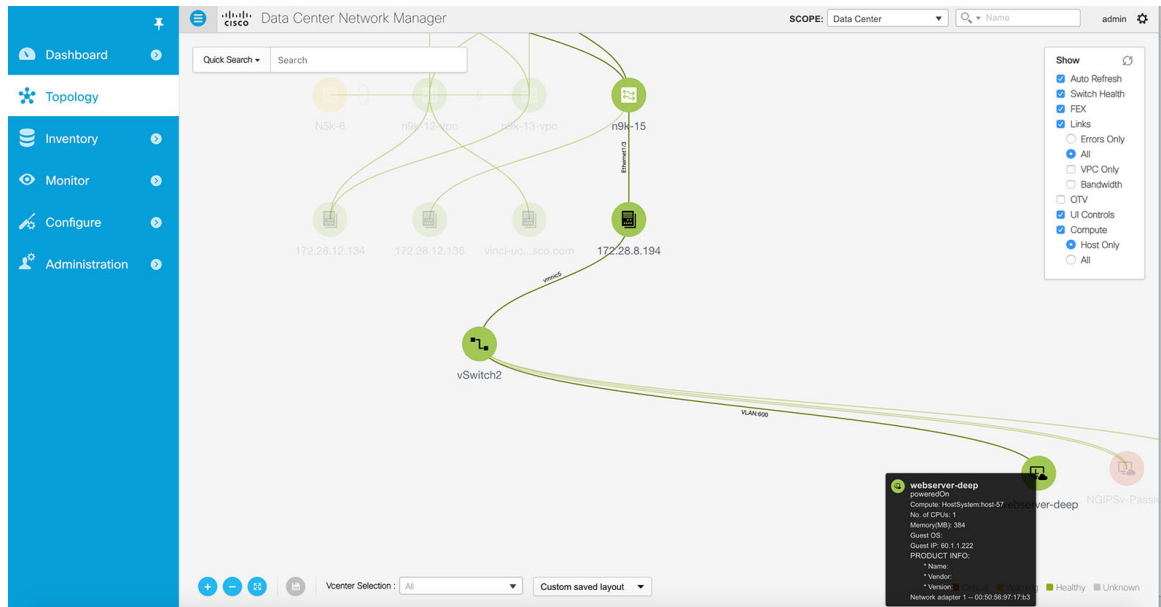 cisco Data Center Network Manager
SCOPE: Data Center
Name
admin
Dashboard
Topology
Inventory
Monitor
Configure
Administration
Quick Search
Search
Show
Auto Refresh
Switch Health
FEX
Links
Errors Only
All
VPC Only
Bandwidth
OTV
UI Controls
Compute
Host Only
All
N5k-6
n9k-12-vpc
n9k-13-vpc
n9k-15
Ethernet1/3
172.28.12.134
172.28.12.136
vinci-uc...sco.com
172.28.8.194
vmnic5
vSwitch2
VLAN:606
webserver-deep
NGIPSv-Passi
webserver-deep
poweredOn
Compute: HostSystem:host-57
No. of CPUs: 1
Memory(MB): 384
Guest OS:
Guest IP: 60.1.1.222
PRODUCT INFO:
* Name:
* Vendor:
* Version:
Network adapter 1 -- 00:50:56:97:17:b3
Vcenter Selection : All
Custom saved layout
Healthy
Unknown